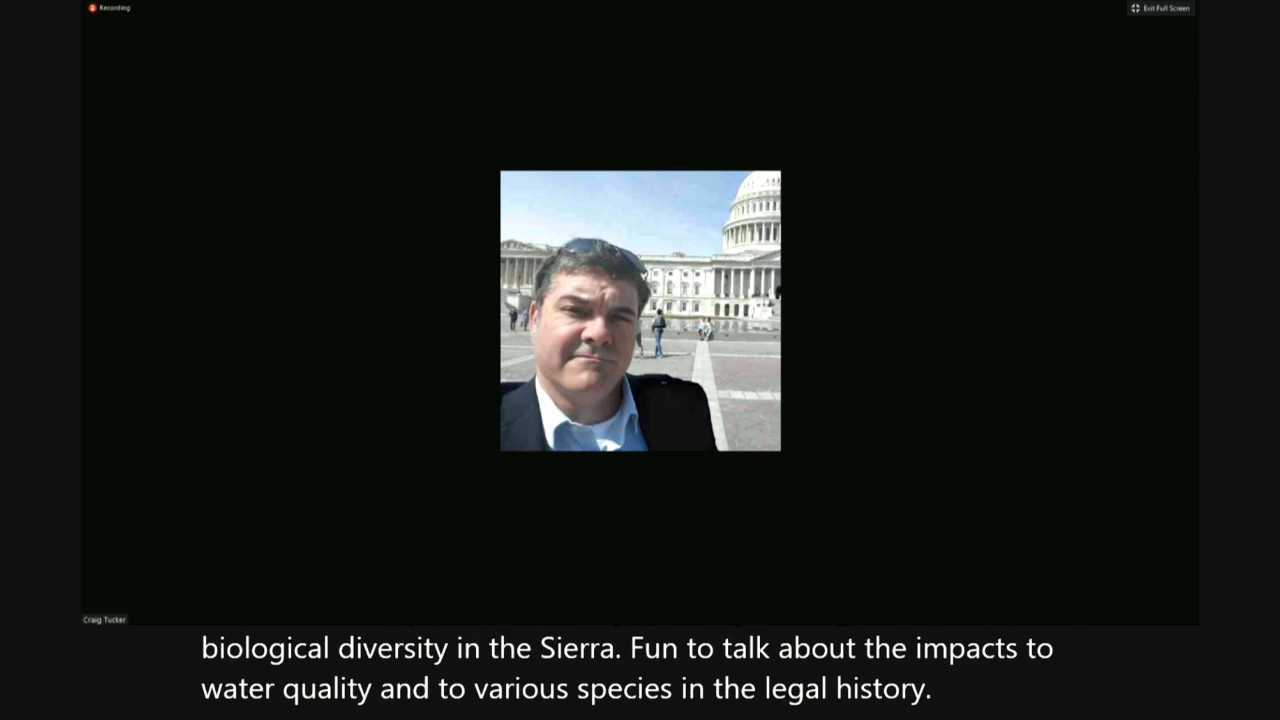 Recording
Exit Full Screen
Craig Tucker
biological diversity in the Sierra. Fun to talk about the impacts to
water quality and to various species in the legal history.